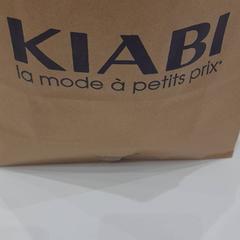 KIABI
la mode à petits prix*